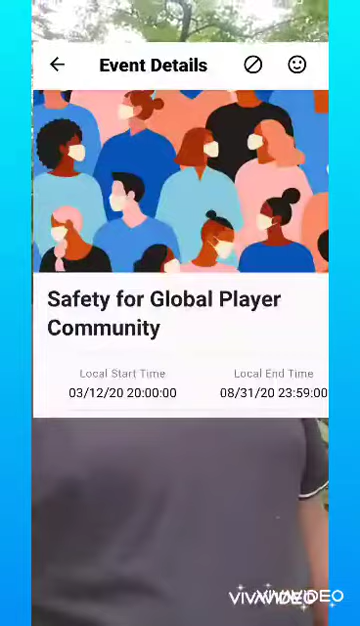 Event Details
Safety for Global Player
Community
Local Start Time
Local End Time
03/12/20 20:00:00
08/31/20 23:59:00
VIVAVIDEO
VIVAVIDEO